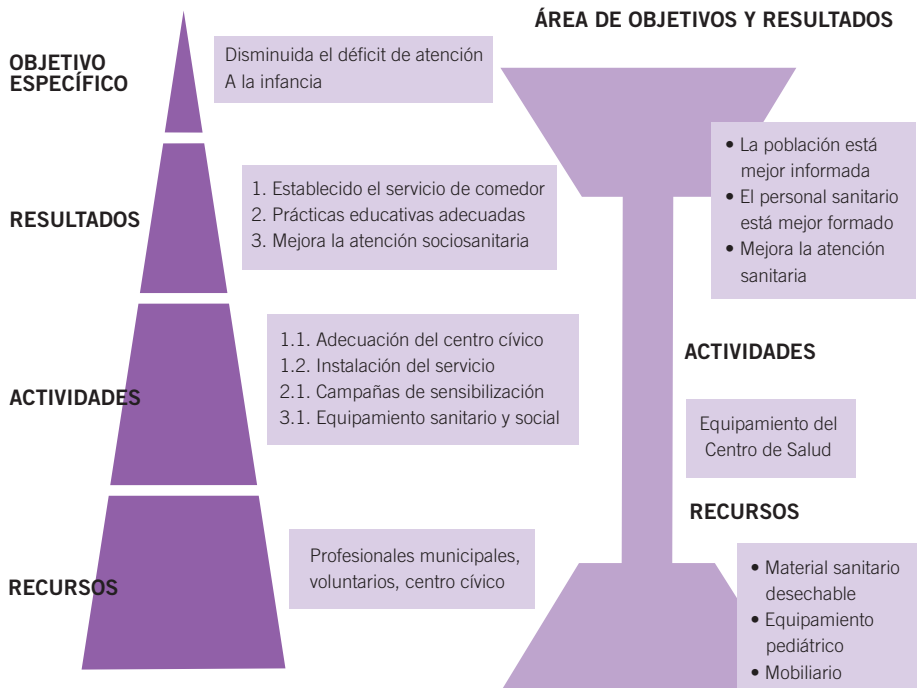 OBJETIVO
ESPECÍFICO
Disminuida el déficit de atención
A la infancia
RESULTADOS
1. Establecido el servicio de comedor
2. Prácticas educativas adecuadas
3. Mejora la atención sociosanitaria
ACTIVIDADES
1.1. Adecuación del centro cívico
1.2. Instalación del servicio
2.1. Campañas de sensibilización
3.1. Equipamiento sanitario y social
RECURSOS
Profesionales municipales,
voluntarios, centro cívico
ÁREA DE OBJETIVOS Y RESULTADOS
• La población está
mejor informada
• El personal sanitario
está mejor formado
• Mejora la atención
sanitaria
ACTIVIDADES
Equipamiento del
Centro de Salud
RECURSOS
• Material sanitario
desechable
• Equipamiento
pediátrico
• Mobiliario